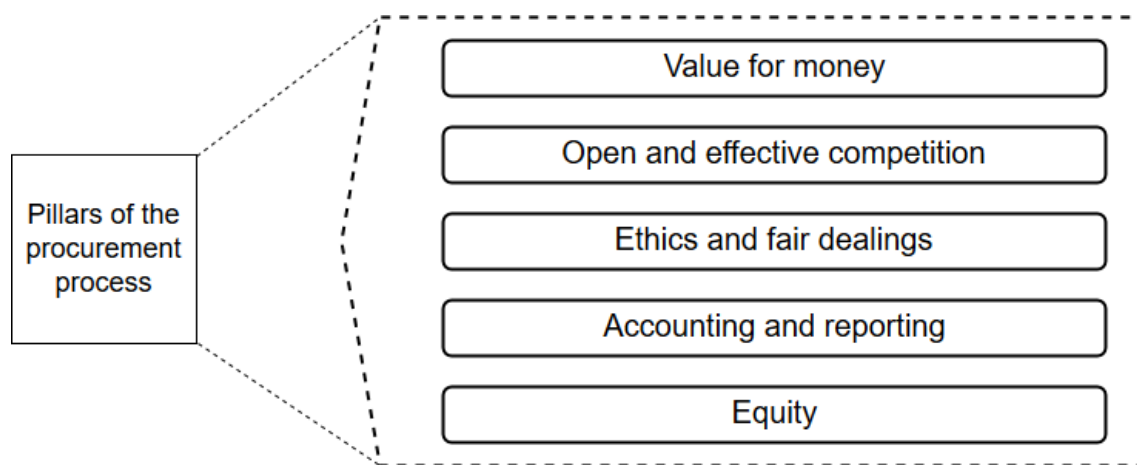 Pillars of the
procurement
process
Value for money
Open and effective competition
Ethics and fair dealings
Accounting and reporting
Equity